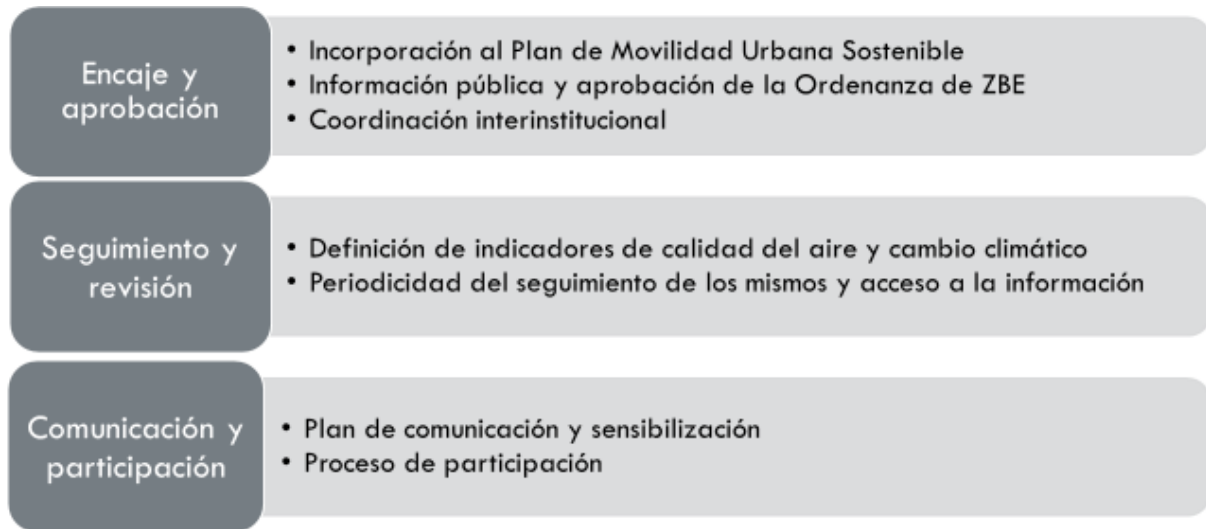 Encaje y
aprobación
• Incorporación al Plan de Movilidad Urbana Sostenible
• Información pública y aprobación de la Ordenanza de ZBE
• Coordinación interinstitucional
Seguimiento y
revisión
• Definición de indicadores de calidad del aire y cambio climático
• Periodicidad del seguimiento de los mismos y acceso a la información
Comunicación y
participación
• Plan de comunicación y sensibilización
• Proceso de participación